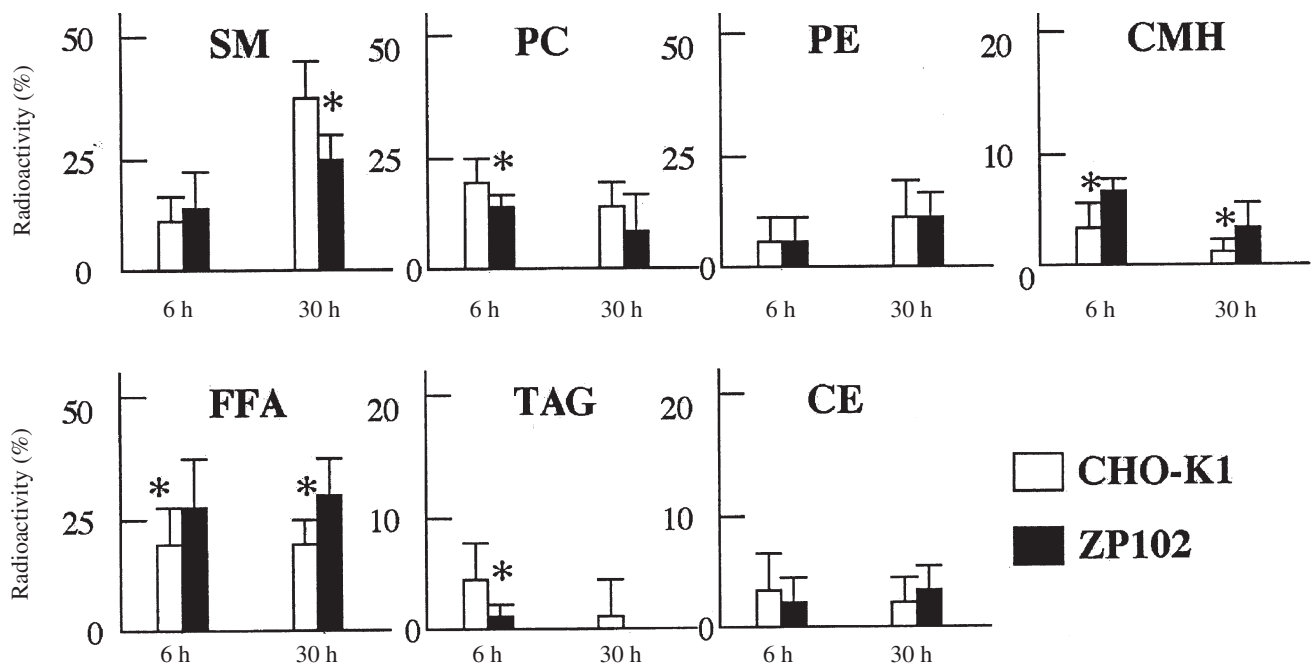 Radioactivity (%)
50
25
0
SM
*
6 h
30 h
50
25
0
PC
*
50
25
0
PE
6 h
30 h
20
10
0
CMH
*
*
6 h
30 h
Radioactivity (%)
50
25
0
FFA
*
*
6 h
30 h
20
10
0
TAG
*
6 h
30 h
20
10
0
CE
6 h
30 h
CHO-K1
ZP102
6 h
30 h